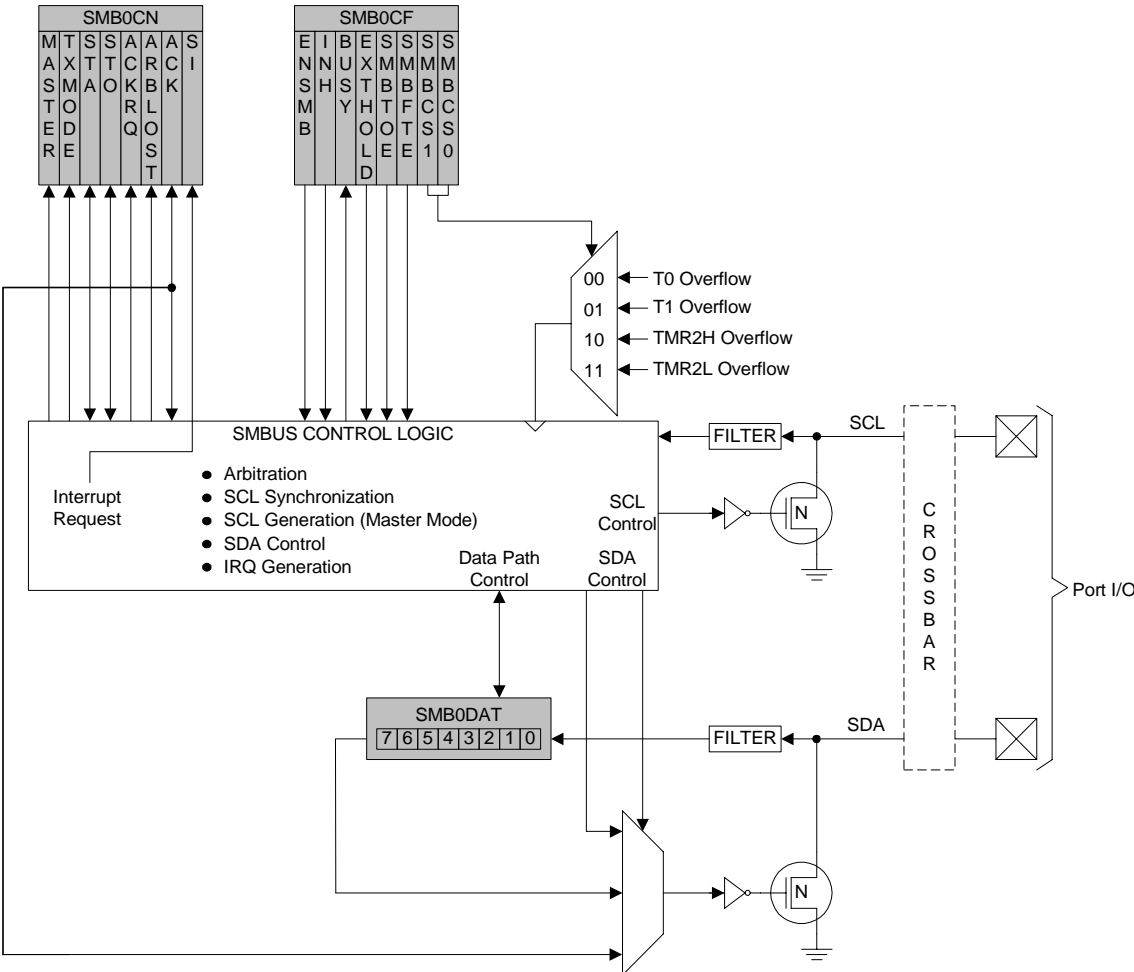 SMB0CN
MASTER
TXMODE
STA
STO
ACKRQ
ARBLOST
ACK
SI
SMB0CF
ENSMB
INH
BUSY
EXTHOLD
SMBTOE
SMBFTE
SMBCS1
SMBCS0
00
T0 Overflow
01
T1 Overflow
10
TMR2H Overflow
11
TMR2L Overflow
SMBUS CONTROL LOGIC
Arbitration
SCL Synchronization
SCL Generation (Master Mode)
SDA Control
IRQ Generation
Interrupt
Request
SCL
Control
Data Path
Control
SDA
Control
FILTER
SCL
N
CROSSBAR
Port I/O
SMB0DAT
7 6 5 4 3 2 1 0
FILTER
SDA
N